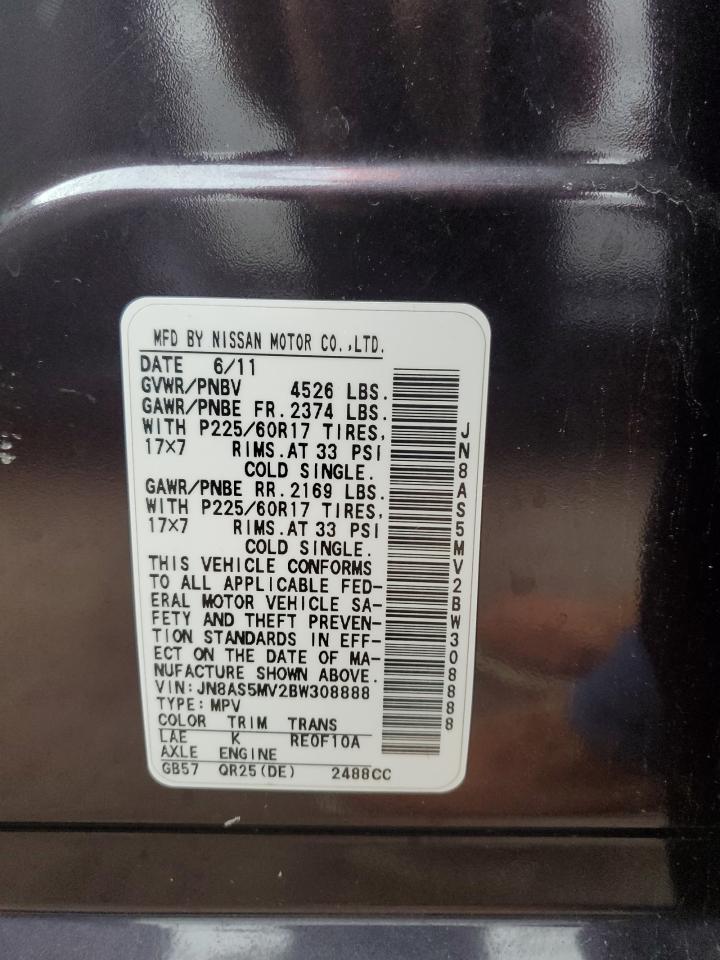 MFD BY NISSAN MOTOR CO.,LTD.
DATE 6/11
GVWR/PNBV 4526 LBS.
GAWR/PNBE FR.2374 LBS.
WITH P225/60R17 TIRES,
17X7 RIMS.AT 33 PSI
COLD SINGLE.
GAWR/PNBE RR.2169 LBS.
WITH P225/60R17 TIRES,
17X7 RIMS.AT 33 PSI
COLD SINGLE.
THIS VEHICLE CONFORMS
TO ALL APPLICABLE FED-
ERAL MOTOR VEHICLE SA-
FETY AND THEFT PREVEN-
TION STANDARDS IN EFF-
ECT ON THE DATE OF MA-
NUFACTURE SHOWN ABOVE.
VIN:JN8AS5MV2BW308888
TYPE:MPV
COLOR TRIM TRANS
LAE K RE0F10A
AXLE ENGINE
GB57 QR25(DE) 2488CC
JN8AS5MV2BW308888